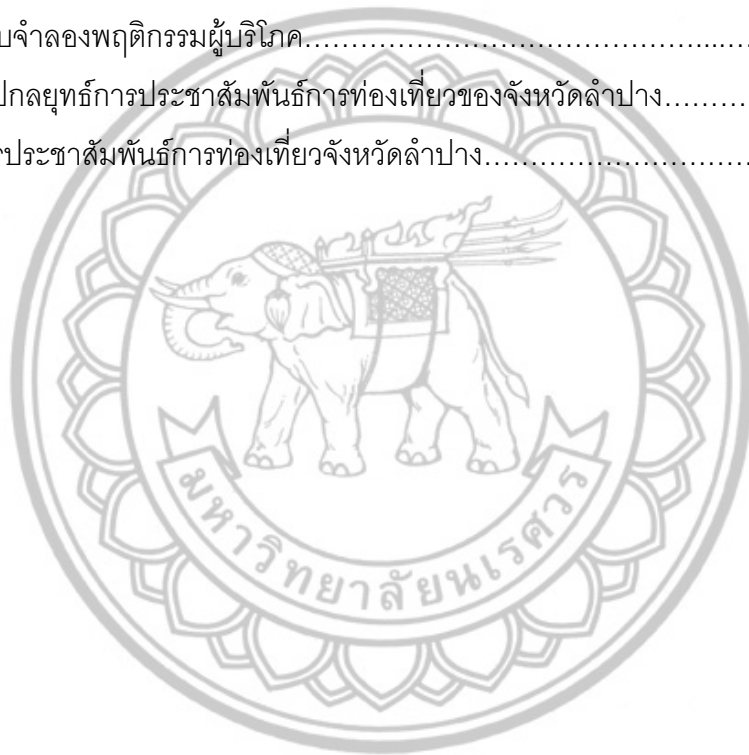 บจำลองพฤติกรรมผู้บริโภค……………………………………...…
ปกลยุทธ์การประชาสัมพันธ์การท่องเที่ยวของจังหวัดลำปาง………
ประชาสัมพันธ์การท่องเที่ยวจังหวัดลำปาง………………………
มหาวิทยาลัยนเรศวร